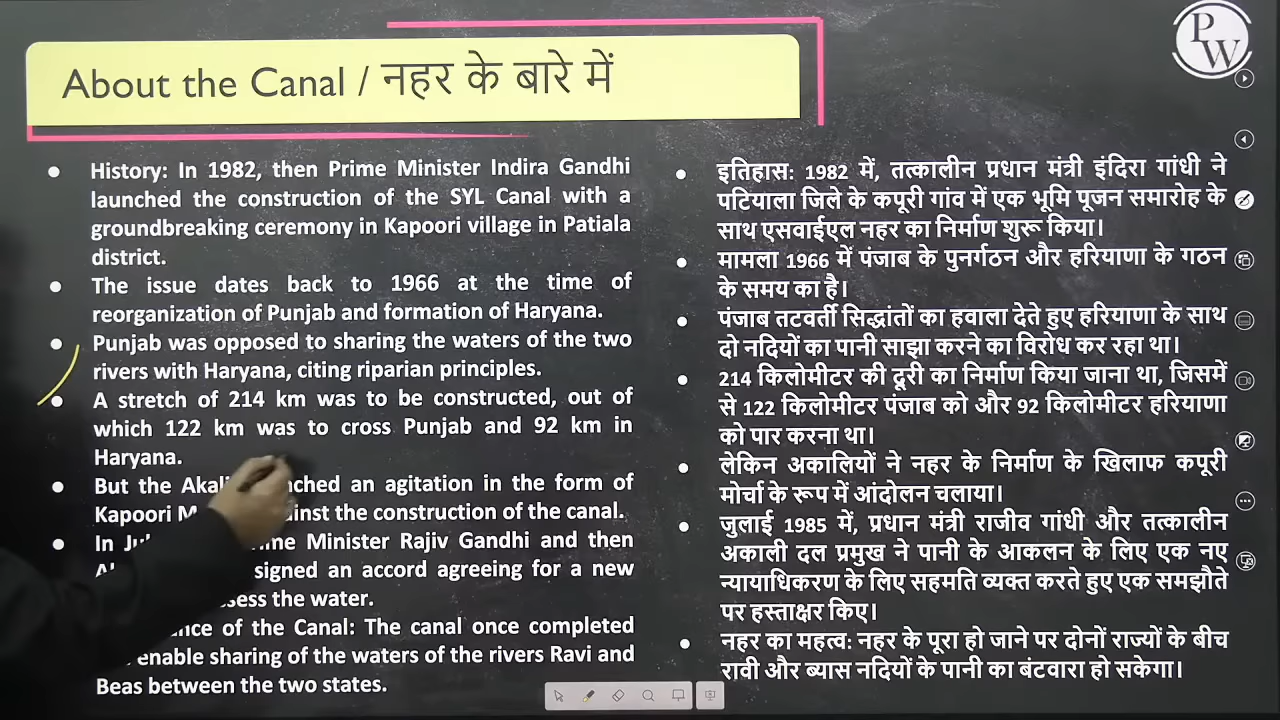 About the Canal / नहर के बारे में
PW
History: In 1982, then Prime Minister Indira Gandhi
launched the construction of the SYL Canal with a
groundbreaking ceremony in Kapoori village in Patiala
district.
The issue dates back to 1966 at the time of
reorganization of Punjab and formation of Haryana.
Punjab was opposed to sharing the waters of the two
rivers with Haryana, citing riparian principles.
A stretch of 214 km was to be constructed, out of
which 122 km was to cross Punjab and 92 km in
Haryana.
But the an agitation in the form of
Kapoori the construction of the canal.
In Minister Rajiv Gandhi and then
signed an accord agreeing for a new
the water.
of the Canal: The canal once completed
enable sharing of the waters of the rivers Ravi and
Beas between the two states.
इतिहास: 1982 में, तत्कालीन प्रधान मंत्री इंदिरा गांधी ने
पटियाला जिले के कपूरी गांव में एक भूमि पूजन समारोह के
साथ एसवाईएल नहर का निर्माण शुरू किया।
मामला 1966 में पंजाब के पुनर्गठन और हरियाणा के गठन
के समय का है।
पंजाब तटवर्ती सिद्धांतों का हवाला देते हुए हरियाणा के साथ
दो नदियों का पानी साझा करने का विरोध कर रहा था।
214 किलोमीटर की दूरी का निर्माण किया जाना था, जिसमें
से 122 किलोमीटर पंजाब को और 92 किलोमीटर हरियाणा
को पार करना था।
लेकिन अकालियों ने नहर के निर्माण के खिलाफ कपूरी
मोर्चा के रूप में आंदोलन चलाया।
जुलाई 1985 में, प्रधान मंत्री राजीव गांधी और तत्कालीन
अकाली दल प्रमुख ने पानी के आकलन के लिए एक नए
न्यायाधिकरण के लिए सहमति व्यक्त करते हुए एक समझौते
पर हस्ताक्षर किए।
नहर का महत्व: नहर के पूरा हो जाने पर दोनों राज्यों के बीच
रावी और ब्यास नदियों के पानी का बंटवारा हो सकेगा।